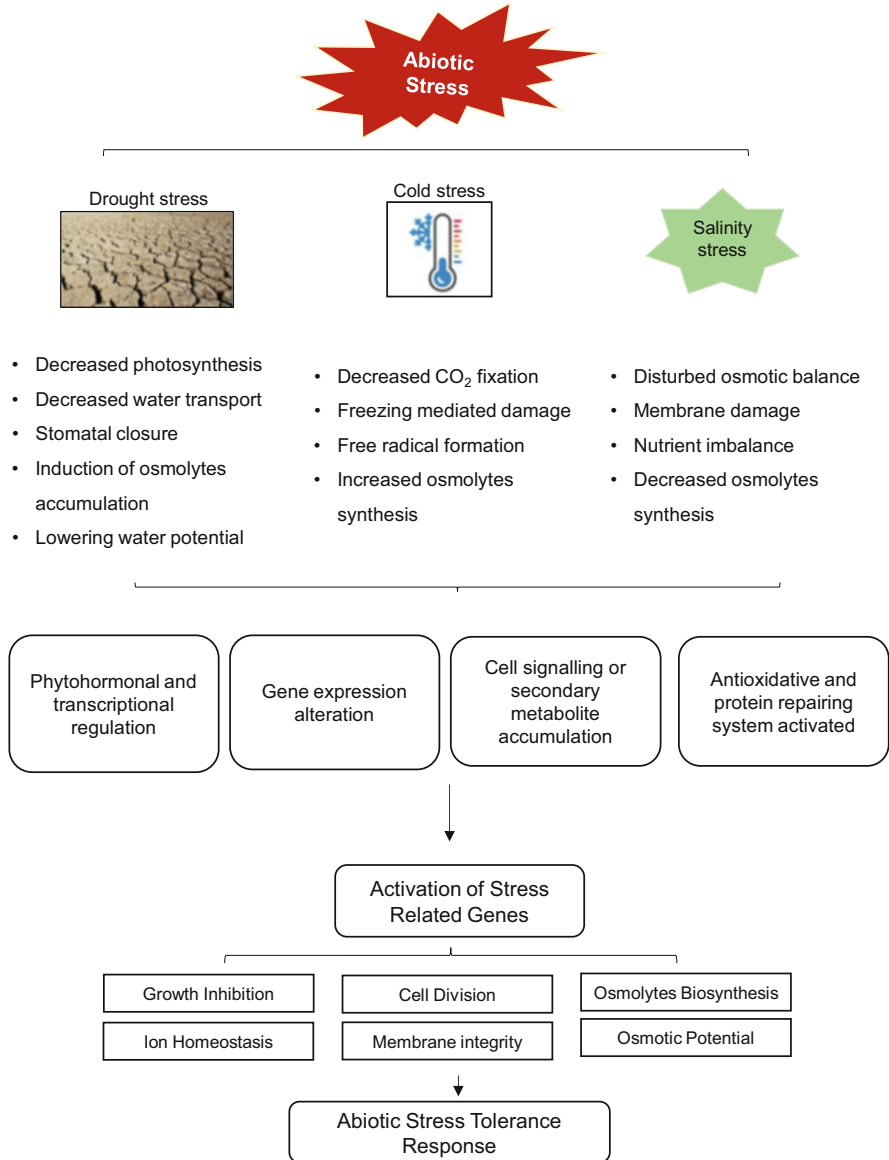 Abiotic
Stress
Drought stress
Cold stress
Salinity
stress
• Decreased photosynthesis
• Decreased water transport
• Stomatal closure
• Induction of osmolytes
accumulation
• Lowering water potential
• Decreased CO₂ fixation
• Freezing mediated damage
• Free radical formation
• Increased osmolytes
synthesis
• Disturbed osmotic balance
• Membrane damage
• Nutrient imbalance
• Decreased osmolytes
synthesis
Phytohormonal and
transcriptional
regulation
Gene expression
alteration
Cell signalling or
secondary
metabolite
accumulation
Antioxidative and
protein repairing
system activated
Activation of Stress
Related Genes
Growth Inhibition
Cell Division
Osmolytes Biosynthesis
Ion Homeostasis
Membrane integrity
Osmotic Potential
Abiotic Stress Tolerance
Response